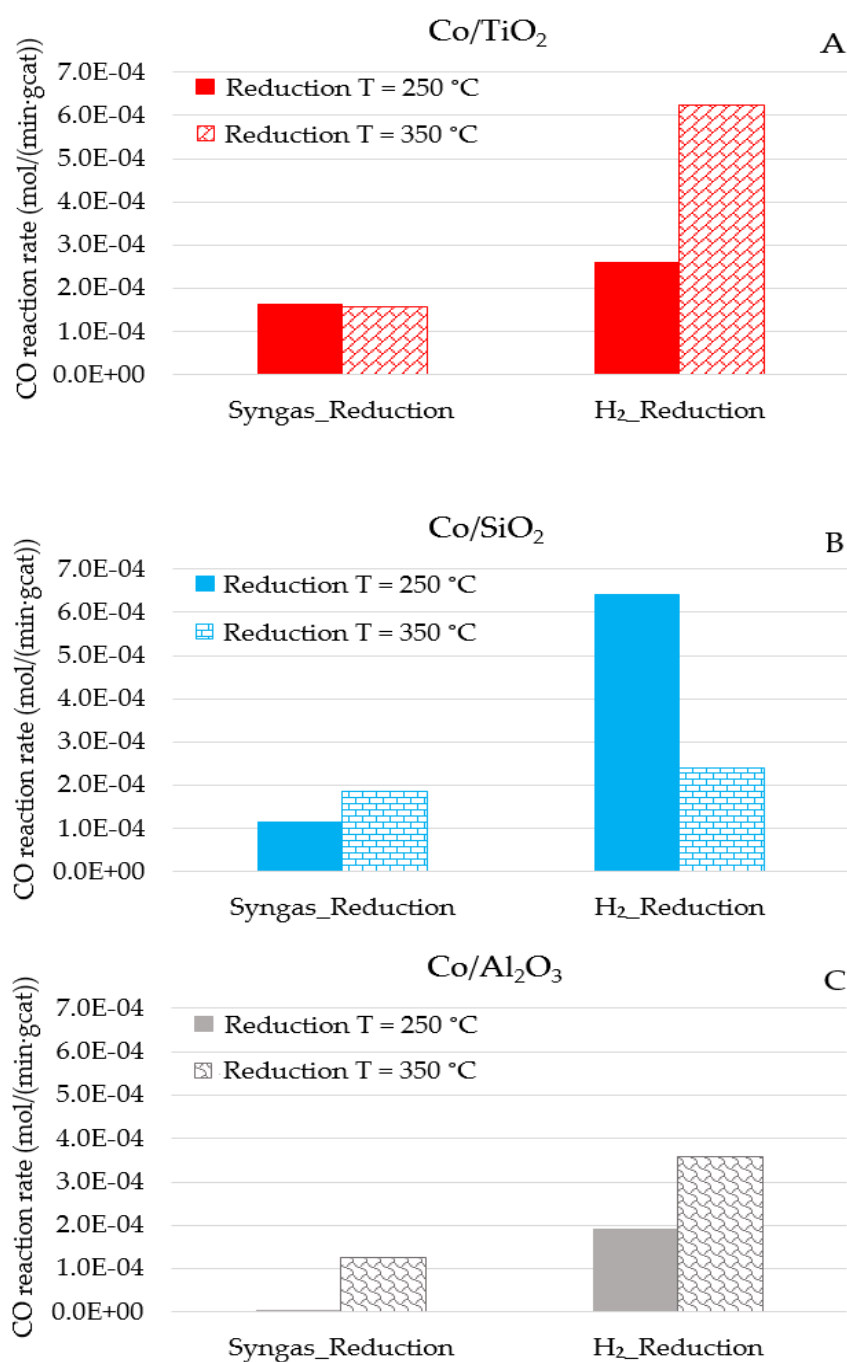 Co/TiO₂
A
CO reaction rate (mol/(min·gcat))
7.0E-04
6.0E-04
5.0E-04
4.0E-04
3.0E-04
2.0E-04
1.0E-04
0.0E+00
Reduction T = 250 °C
Reduction T = 350 °C
Syngas_Reduction
H₂_Reduction
Co/SiO₂
B
CO reaction rate (mol/(min·gcat))
7.0E-04
6.0E-04
5.0E-04
4.0E-04
3.0E-04
2.0E-04
1.0E-04
0.0E+00
Reduction T = 250 °C
Reduction T = 350 °C
Syngas_Reduction
H₂_Reduction
Co/Al₂O₃
C
CO reaction rate (mol/(min·gcat))
7.0E-04
6.0E-04
5.0E-04
4.0E-04
3.0E-04
2.0E-04
1.0E-04
0.0E+00
Reduction T = 250 °C
Reduction T = 350 °C
Syngas_Reduction
H₂_Reduction